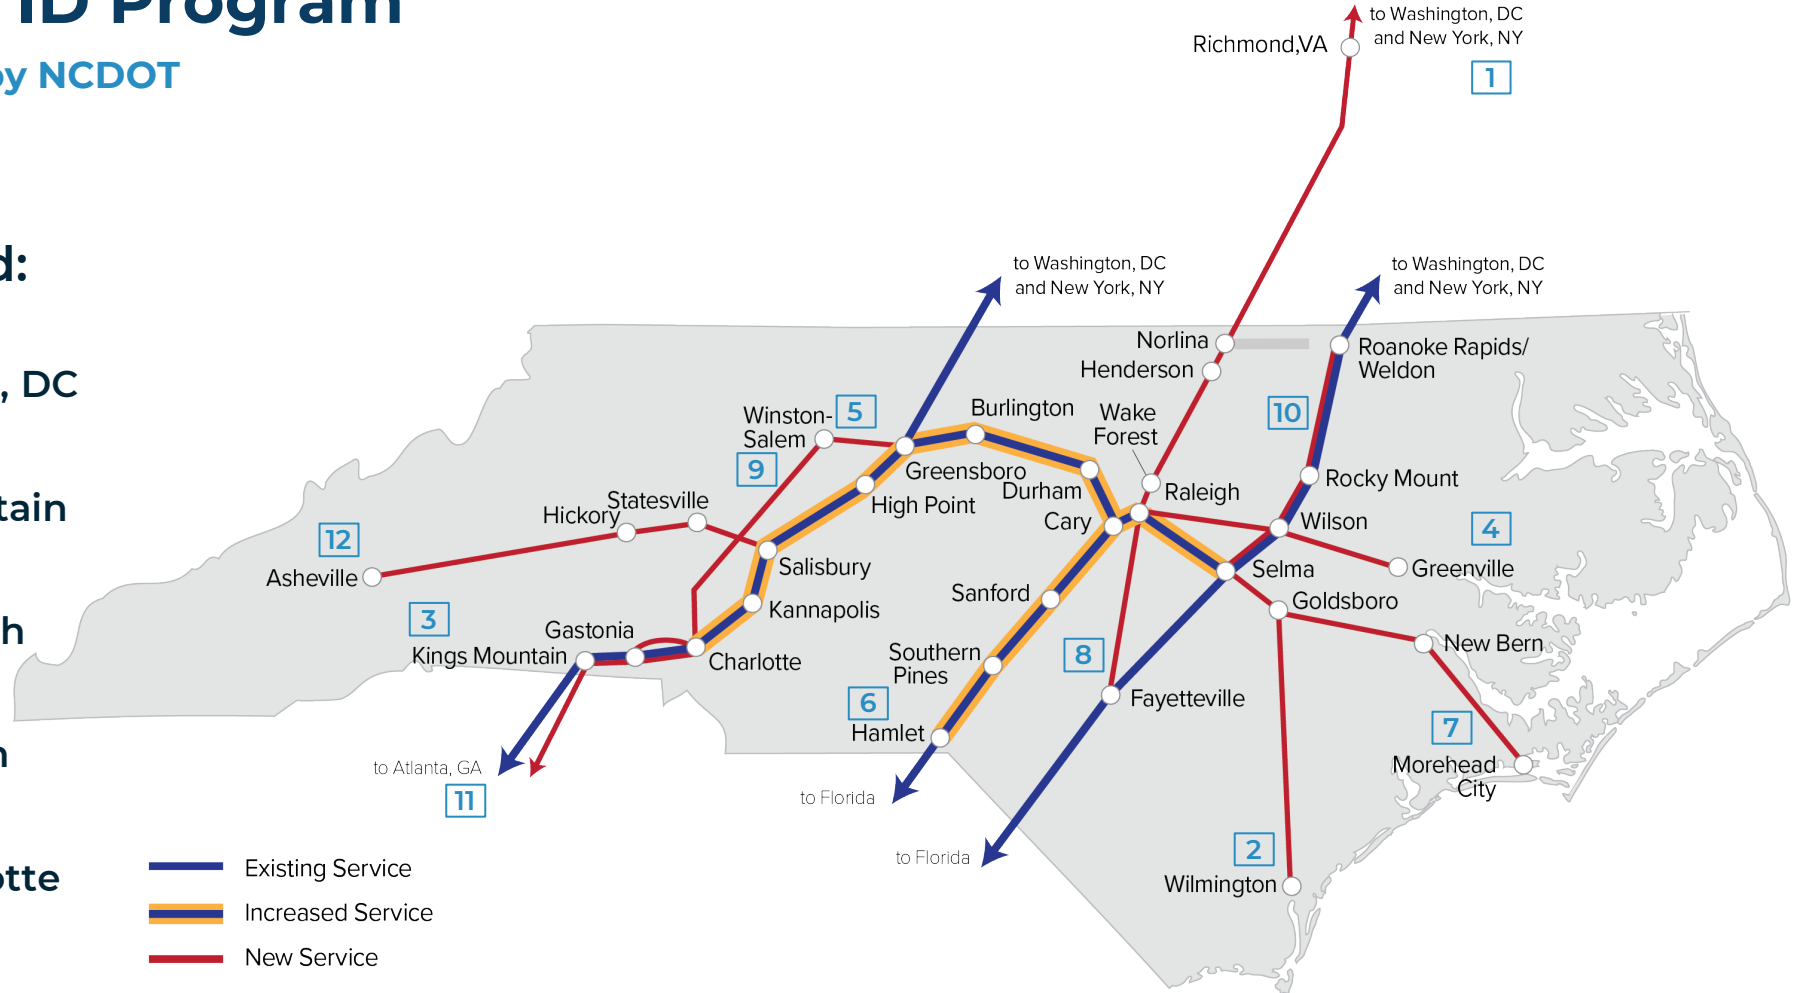 ID Program
by NCDOT
d:
, DC
tain
h
n
otte
to Washington, DC
and New York, NY
Richmond,VA
1
to Washington, DC
and New York, NY
to Washington, DC
and New York, NY
Norlina
Henderson
Roanoke Rapids/
Weldon
10
Winston-
Salem
5
Burlington
Wake
Forest
9
Greensboro
High Point
Durham
Cary
Raleigh
Rocky Mount
Wilson
4
Greenville
Statesville
Hickory
12
Asheville
Salisbury
Kannapolis
Sanford
Selma
Goldsboro
New Bern
3
Gastonia
Kings Mountain
Charlotte
Southern
Pines
8
Fayetteville
6
Hamlet
7
Morehead
City
to Atlanta, GA
11
to Florida
to Florida
2
Wilmington
Existing Service
Increased Service
New Service